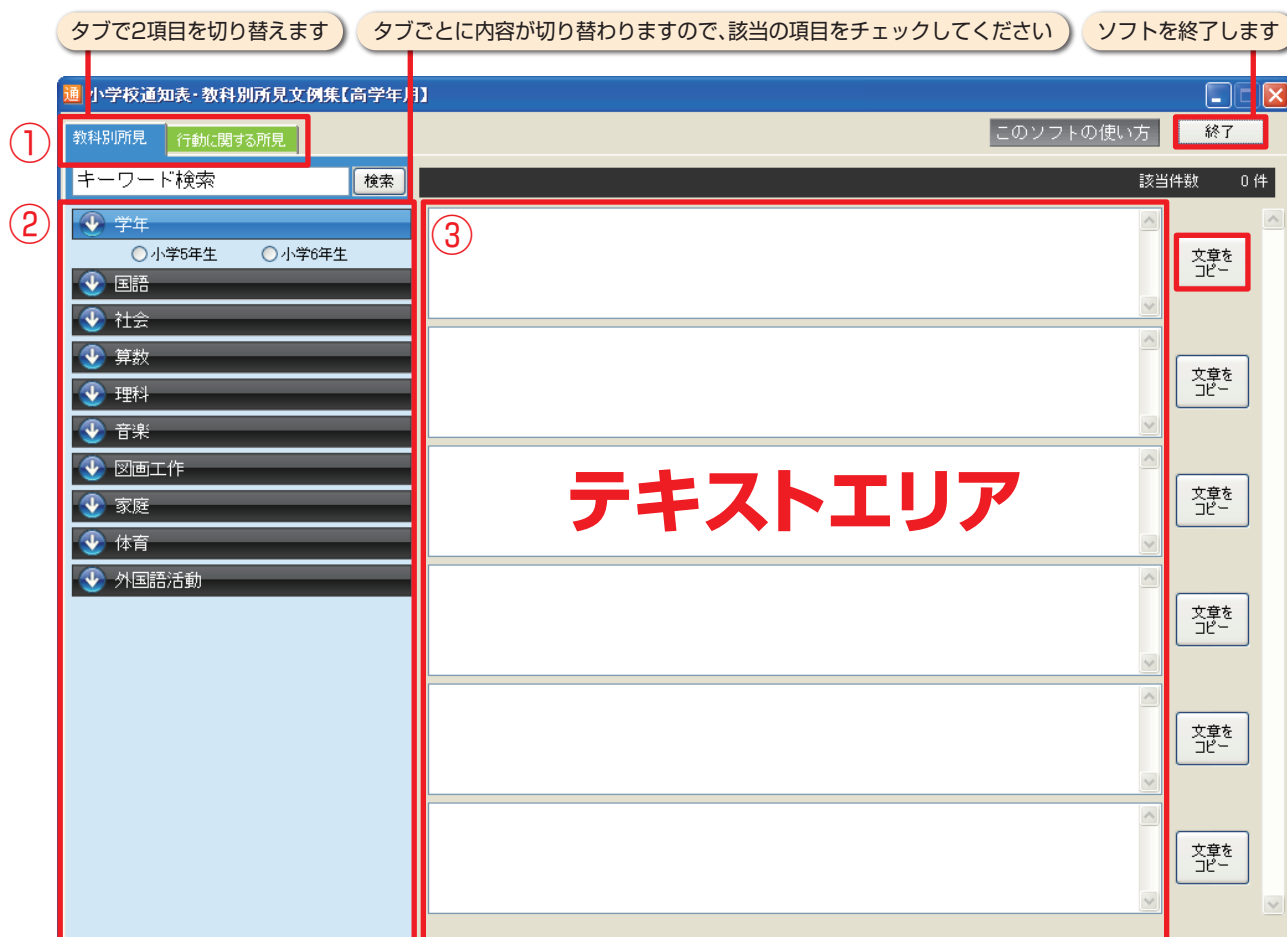 タブで2項目を切り替えます
タブごとに内容が切り替わりますので、該当の項目をチェックしてください
ソフトを終了します
通 小学校通知表・教科別所見文例集【高学年用】
①
教科別所見
行動に関する所見
このソフトの使い方
終了
キーワード検索
検索
該当件数 0 件
②
学年
小学5年生 小学6年生
国語
社会
算数
理科
音楽
図画工作
家庭
体育
外国語活動
③
テキストエリア
文章を
コピー
文章を
コピー
文章を
コピー
文章を
コピー
文章を
コピー
文章を
コピー